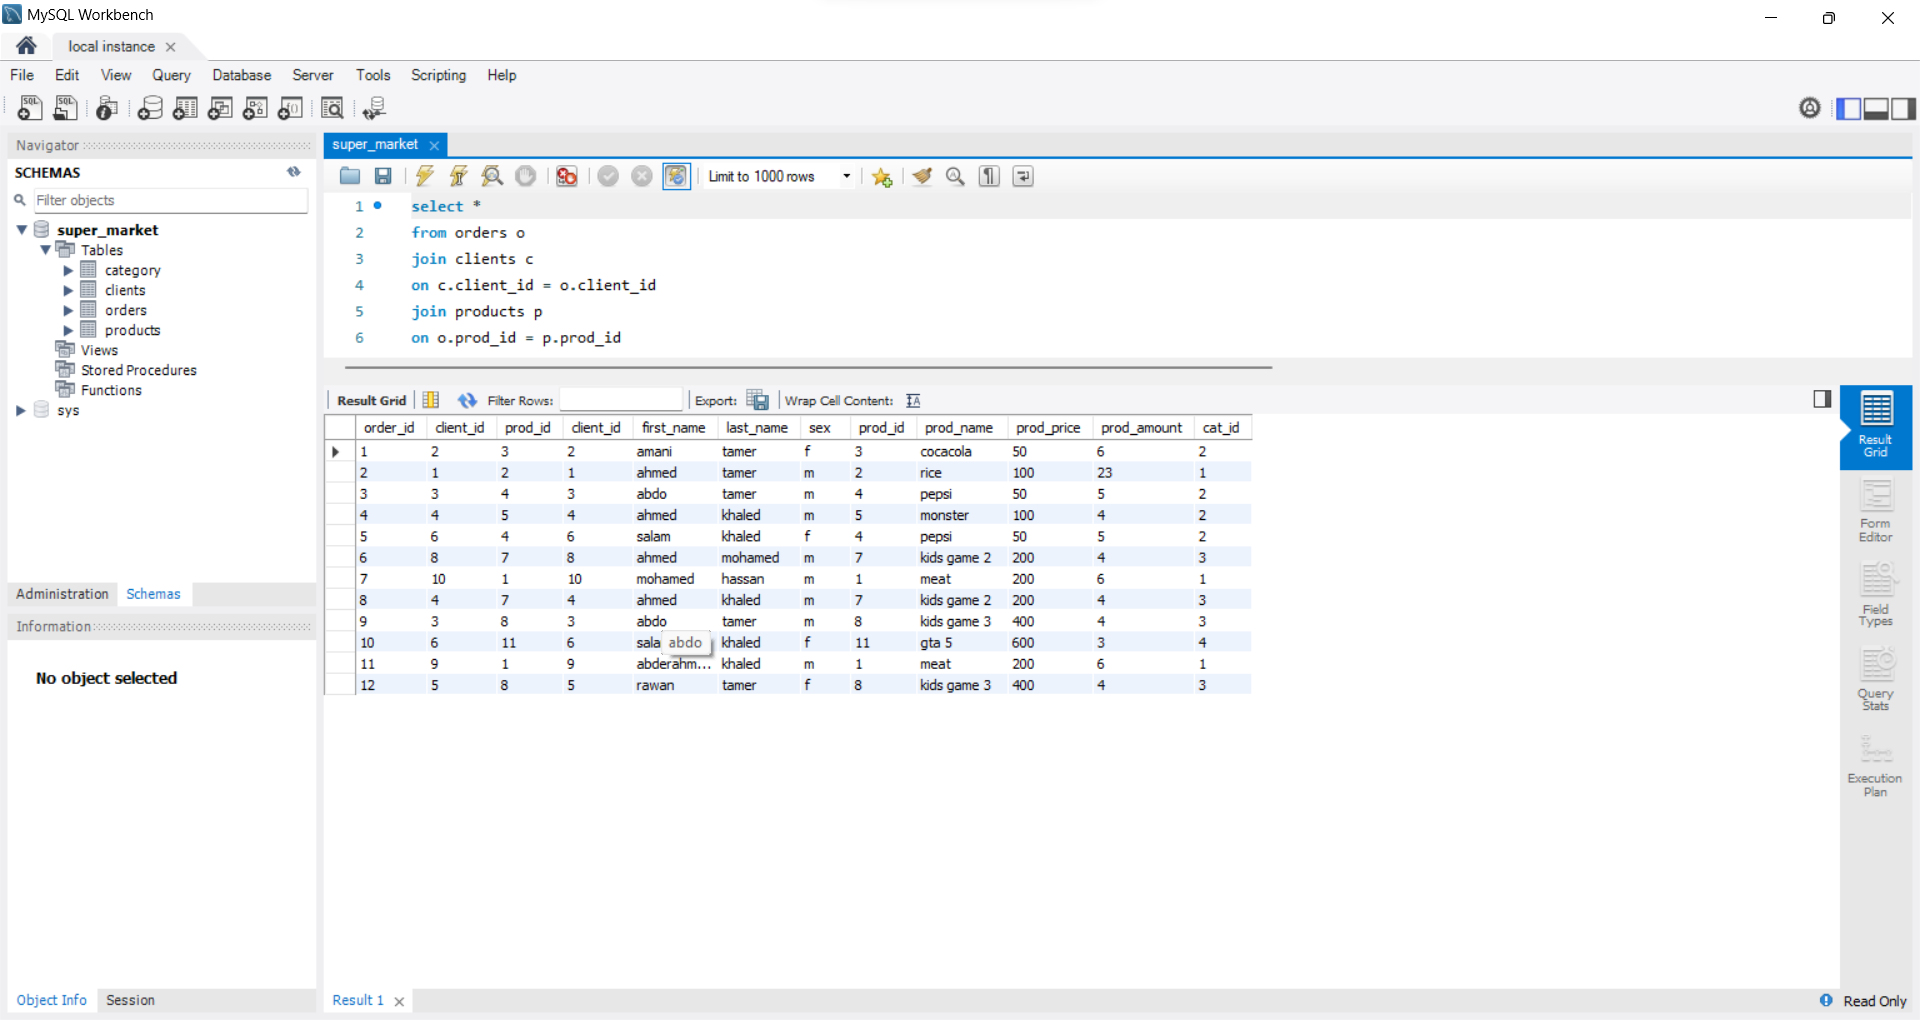 MySQL Workbench
local instance
File Edit View Query Database Server Tools Scripting Help
Navigator
SCHEMAS
Filter objects
super_market
Tables
category
clients
orders
products
Views
Stored Procedures
Functions
sys
Administration Schemas
Information
No object selected
Object Info Session
super_market
Limit to 1000 rows
1 select *
2 from orders o
3 join clients c
4 on c.client_id = o.client_id
5 join products p
6 on o.prod_id = p.prod_id
Result Grid Filter Rows: Export: Wrap Cell Content:
order_id client_id prod_id client_id first_name last_name sex prod_id prod_name prod_price prod_amount cat_id
1 2 3 2 amani tamer f 3 cocacola 50 6 2
2 1 2 1 ahmed tamer m 2 rice 100 23 1
3 3 4 3 abdo tamer m 4 pepsi 50 5 2
4 4 5 4 ahmed khaled m 5 monster 100 4 2
5 6 4 6 salam khaled f 4 pepsi 50 5 2
6 8 7 8 ahmed mohamed m 7 kids game 2 200 4 3
7 10 1 10 mohamed hassan m 1 meat 200 6 1
8 4 7 4 ahmed khaled m 7 kids game 2 200 4 3
9 3 8 3 abdo tamer m 8 kids game 3 400 4 3
10 6 11 6 sala abdo khaled f 11 gta 5 600 3 4
11 9 1 9 abderahm... khaled m 1 meat 200 6 1
12 5 8 5 rawan tamer f 8 kids game 3 400 4 3
Result
Grid
Form
Editor
Field
Types
Query
Stats
Execution
Plan
Result 1
Read Only